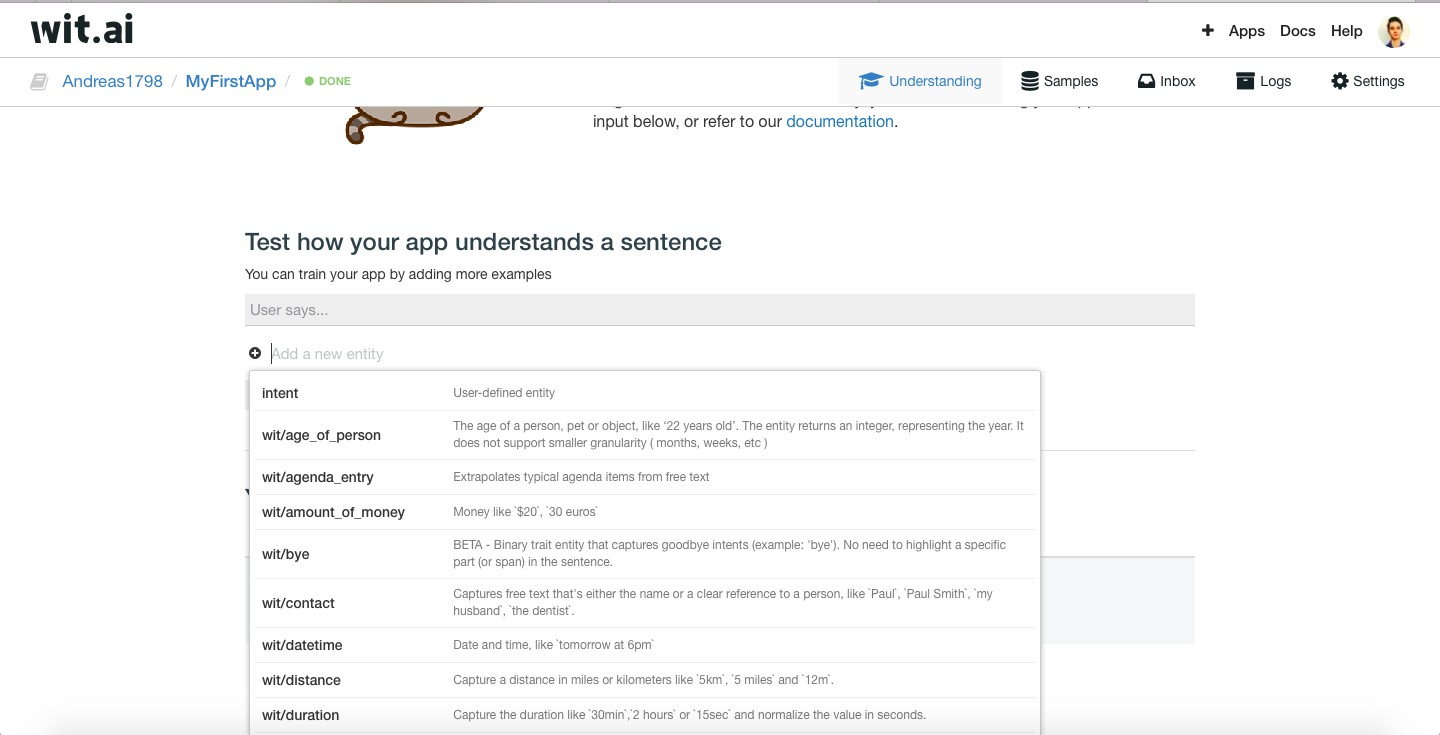 wit.ai
+ Apps Docs Help
Andreas1798 / MyFirstApp / DONE
Understanding Samples Inbox Logs Settings
input below, or refer to our documentation.
Test how your app understands a sentence
You can train your app by adding more examples
User says...
Add a new entity
intent User-defined entity
wit/age_of_person The age of a person, pet or object, like ‘22 years old’. The entity returns an integer, representing the year. It
does not support smaller granularity ( months, weeks, etc )
wit/agenda_entry Extrapolates typical agenda items from free text
wit/amount_of_money Money like `$20`, `30 euros`
wit/bye BETA - Binary trait entity that captures goodbye intents (example: 'bye'). No need to highlight a specific
part (or span) in the sentence.
wit/contact Captures free text that's either the name or a clear reference to a person, like `Paul`, `Paul Smith`, `my
husband`, `the dentist`.
wit/datetime Date and time, like `tomorrow at 6pm`
wit/distance Capture a distance in miles or kilometers like `5km`, `5 miles` and `12m`.
wit/duration Capture the duration like `30min`,`2 hours` or `15sec` and normalize the value in seconds.